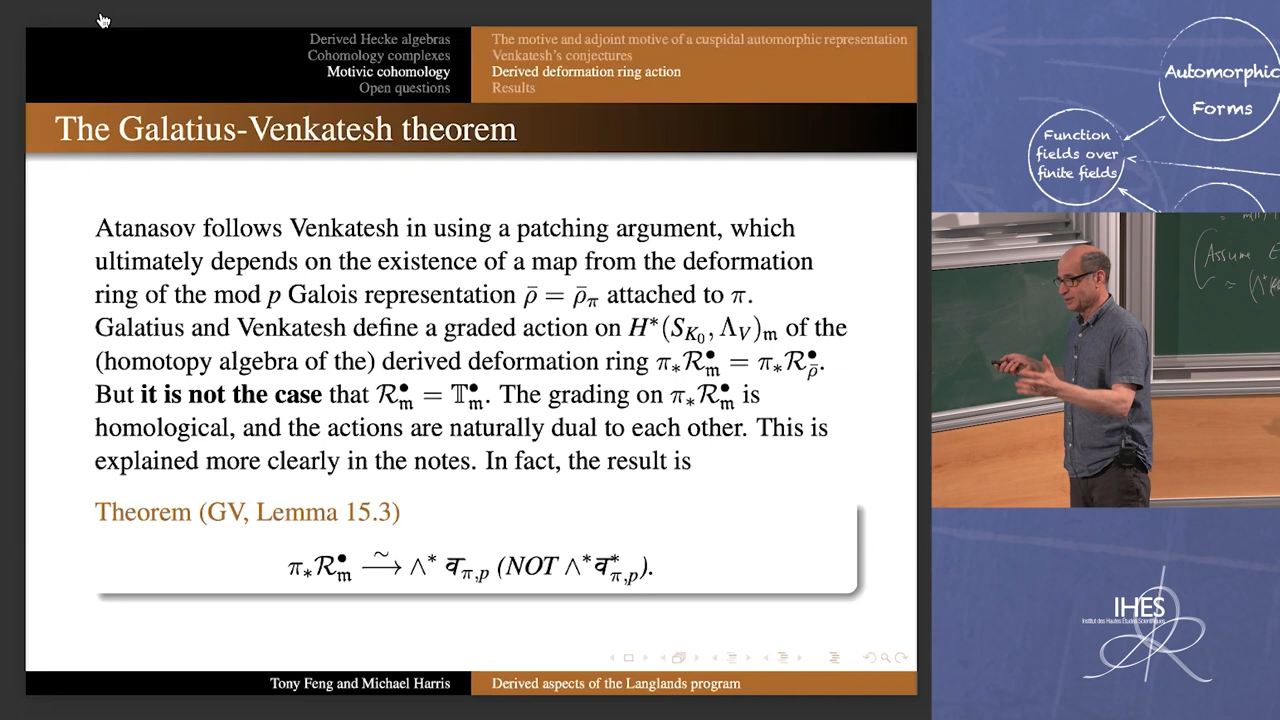 Derived Hecke algebras
Cohomology complexes
Motivic cohomology
Open questions
The motive and adjoint motive of a cuspidal automorphic representation
Venkatesh's conjectures
Derived deformation ring action
Results
The Galatius-Venkatesh theorem
Atanasov follows Venkatesh in using a patching argument, which
ultimately depends on the existence of a map from the deformation
ring of the mod p Galois representation ρ̄ = ρ̄_π attached to π.
Galatius and Venkatesh define a graded action on H*(S_{K_0}, Λ_V)_𝔪 of the
(homotopy algebra of the) derived deformation ring π_*ℛ^•_𝔪 = π_*ℛ^•_ρ̄.
But it is not the case that ℛ^•_𝔪 = 𝕋^•_𝔪. The grading on π_*ℛ^•_𝔪 is
homological, and the actions are naturally dual to each other. This is
explained more clearly in the notes. In fact, the result is
Theorem (GV, Lemma 15.3)
π_*ℛ^•_𝔪 ⥲ ∧* व_{π,p} (NOT ∧*व*_{π,p}).
Tony Feng and Michael Harris
Derived aspects of the Langlands program
Automorphic
Forms
Function
fields over
finite fields
Assume
IHES
Institut des Hautes Études Scientifiques